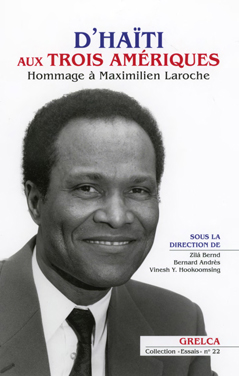 D'HAÏTI
AUX TROIS AMÉRIQUES
Hommage à Maximilien Laroche
SOUS LA
DIRECTION DE
Zilà Bernd
Bernard Andrès
Vinesh Y. Hookoomsing
GRELCA
Collection «Essais» n° 22